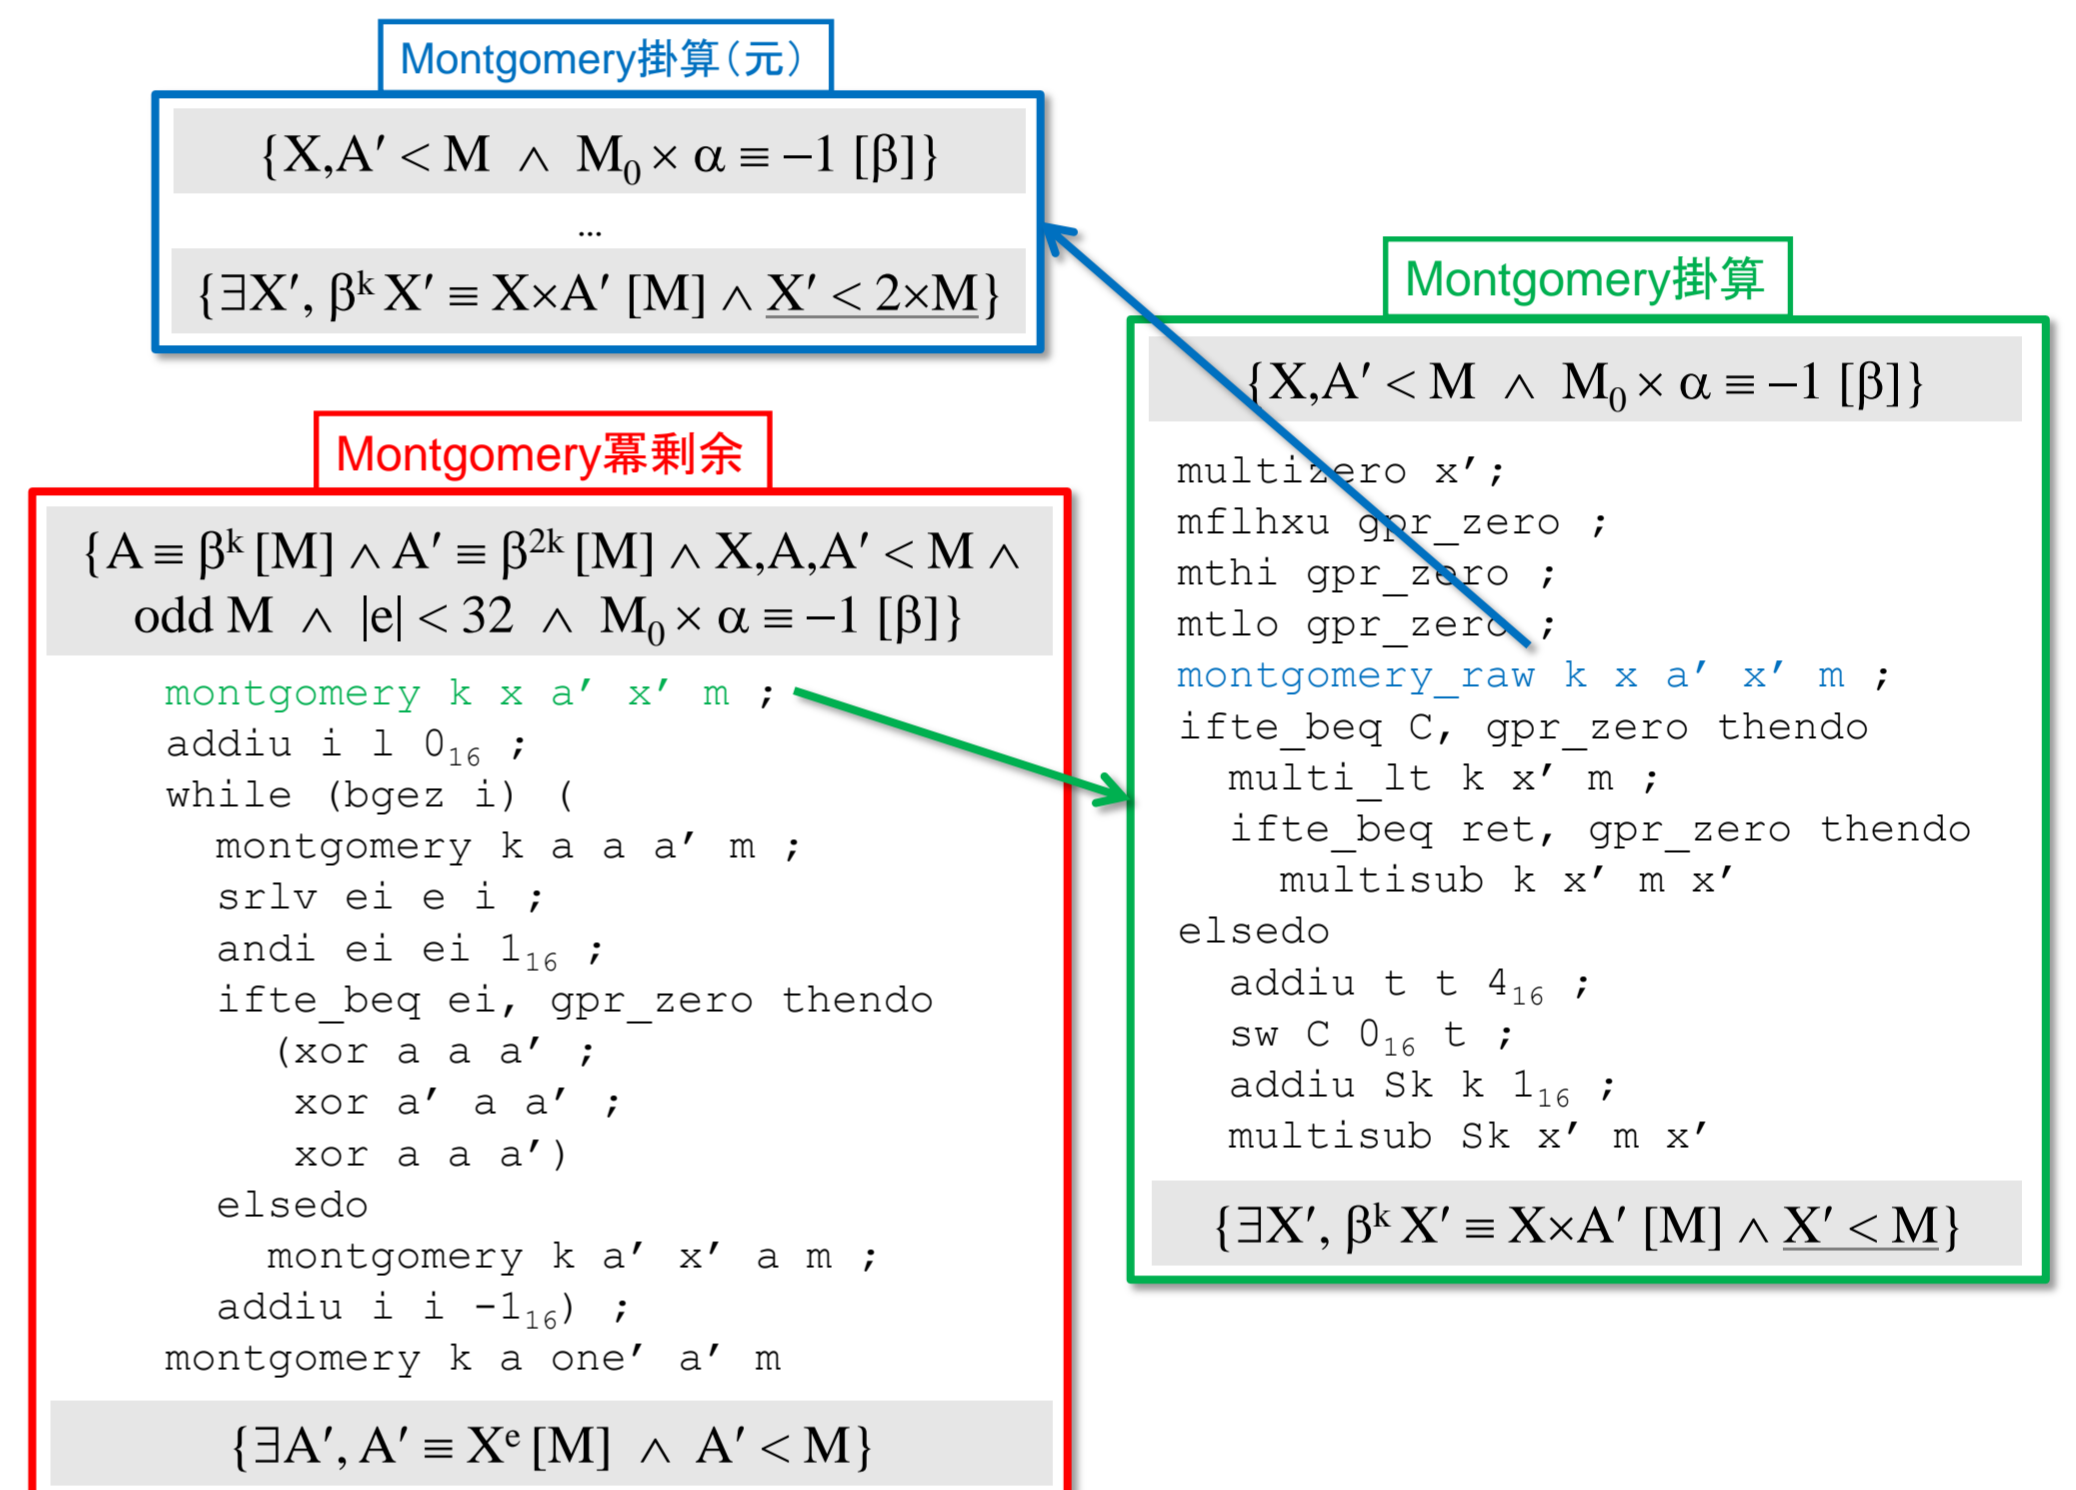 Montgomery掛算(元)
{X,A′ < M ∧ M₀ × α ≡ −1 [β]}
...
{∃X′, βᵏ X′ ≡ X×A′ [M] ∧ X′ < 2×M}
Montgomery冪剰余
{A ≡ βᵏ [M] ∧ A′ ≡ β²ᵏ [M] ∧ X,A,A′ < M ∧
odd M ∧ |e| < 32 ∧ M₀ × α ≡ −1 [β]}
montgomery k x a′ x′ m ;
addiu i l 0₁₆ ;
while (bgez i) (
montgomery k a a a′ m ;
srlv ei e i ;
andi ei ei 1₁₆ ;
ifte_beq ei, gpr_zero thendo
(xor a a a′ ;
xor a′ a a′ ;
xor a a a′)
elsedo
montgomery k a′ x′ a m ;
addiu i i -1₁₆) ;
montgomery k a one′ a′ m
{∃A′, A′ ≡ Xᵉ [M] ∧ A′ < M}
Montgomery掛算
{X,A′ < M ∧ M₀ × α ≡ −1 [β]}
multizero x′;
mflhxu gpr_zero ;
mthi gpr_zero ;
mtlo gpr_zero ;
montgomery_raw k x a′ x′ m ;
ifte_beq C, gpr_zero thendo
multi_lt k x′ m ;
ifte_beq ret, gpr_zero thendo
multisub k x′ m x′
elsedo
addiu t t 4₁₆ ;
sw C 0₁₆ t ;
addiu Sk k 1₁₆ ;
multisub Sk x′ m x′
{∃X′, βᵏ X′ ≡ X×A′ [M] ∧ X′ < M}